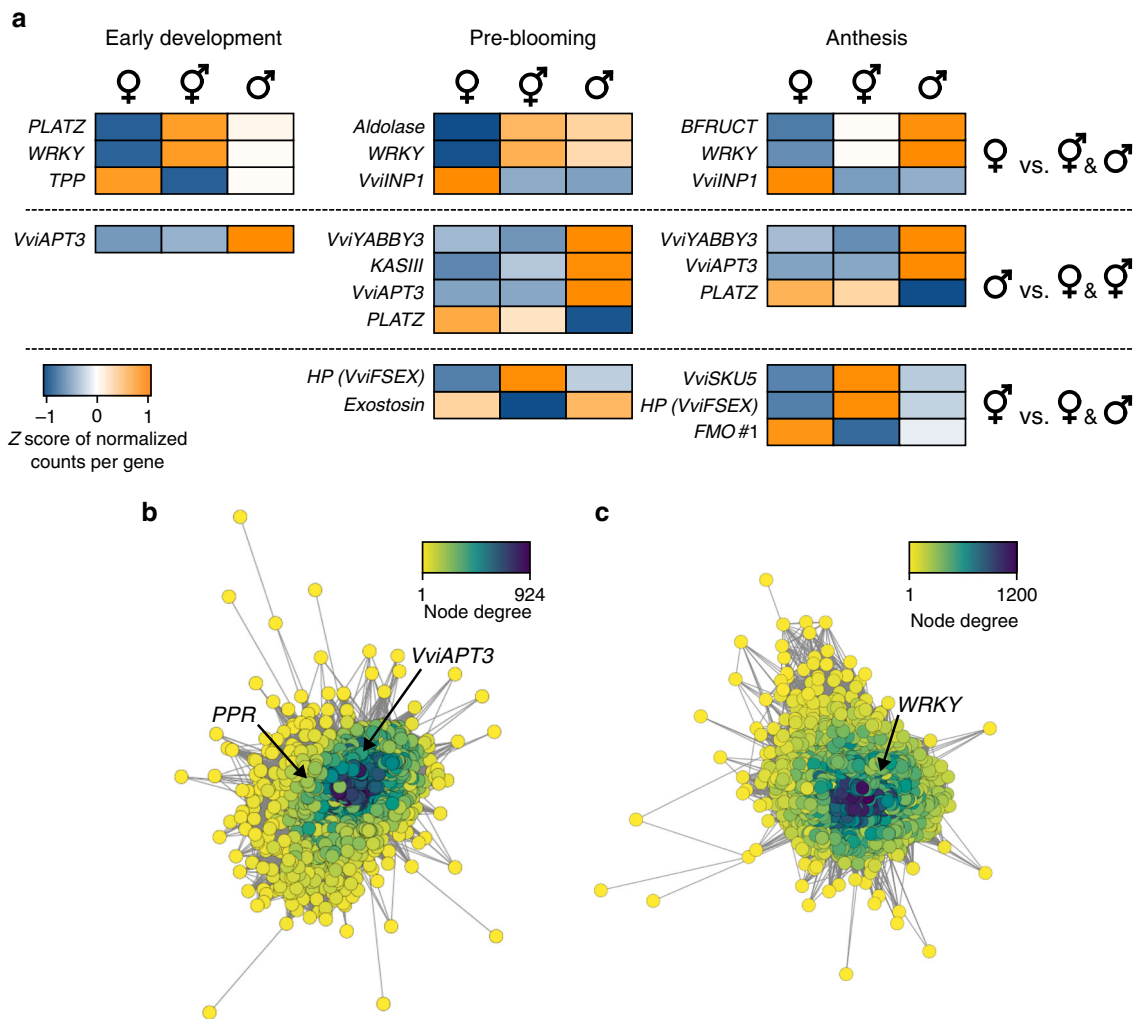 a
Early development Pre-blooming Anthesis
♀ ⚥ ♂ ♀ ⚥ ♂ ♀ ⚥ ♂
PLATZ Aldolase BFRUCT
WRKY WRKY WRKY ♀ vs. ⚥ & ♂
TPP VviINP1 VviINP1
VviAPT3 VviYABBY3 VviYABBY3
KASIII VviAPT3 ♂ vs. ♀ & ⚥
VviAPT3 PLATZ
PLATZ
HP (VviFSEX) VviSKU5
Exostosin HP (VviFSEX) ⚥ vs. ♀ & ♂
FMO #1
−1 0 1
Z score of normalized
counts per gene
b
1 924
Node degree
VviAPT3
PPR
c
1 1200
Node degree
WRKY